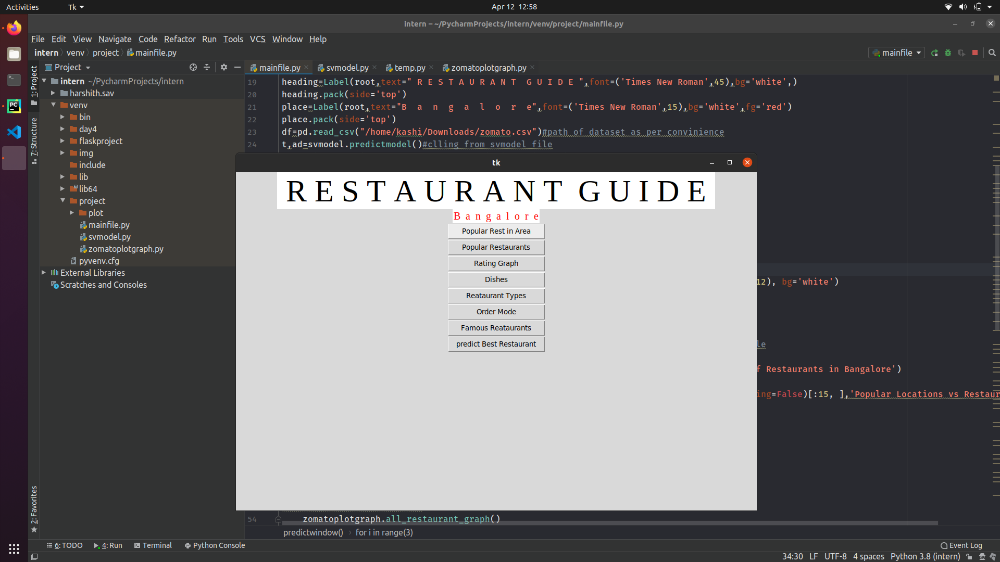 Activities
Tk
Apr 12 12:58
intern – ~/PycharmProjects/intern/venv/project/mainfile.py
File Edit View Navigate Code Refactor Run Tools VCS Window Help
intern venv project mainfile.py
mainfile
Project
mainfile.py svmodel.py temp.py zomatoplotgraph.py
1: Project
7: Structure
2: Favorites
intern ~/PycharmProjects/intern
harshith.sav
venv
bin
day4
flaskproject
img
include
lib
lib64
project
plot
mainfile.py
svmodel.py
zomatoplotgraph.py
pyvenv.cfg
External Libraries
Scratches and Consoles
19 heading=Label(root,text=" R E S T A U R A N T  G U I D E ",font=('Times New Roman',45),bg='white',)
20 heading.pack(side='top')
21 place=Label(root,text="B  a  n  g  a  l  o  r  e",font=('Times New Roman',15),bg='white',fg='red')
22 place.pack(side='top')
23 df=pd.read_csv("/home/kashi/Downloads/zomato.csv")#path of dataset as per convinience
24 t,ad=svmodel.predictmodel()#clling from svmodel file
tk
R E S T A U R A N T  G U I D E
B a n g a l o r e
Popular Rest in Area
Popular Restaurants
Rating Graph
Dishes
Reataurant Types
Order Mode
Famous Reataurants
predict Best Restaurant
12), bg='white')
le
f Restaurants in Bangalore')
ing=False)[:15, ],'Popular Locations vs Restaur
54 zomatoplotgraph.all_restaurant_graph()
predictwindow() › for i in range(3)
6: TODO 4: Run Terminal Python Console Event Log
34:30 LF UTF-8 4 spaces Python 3.8 (intern)